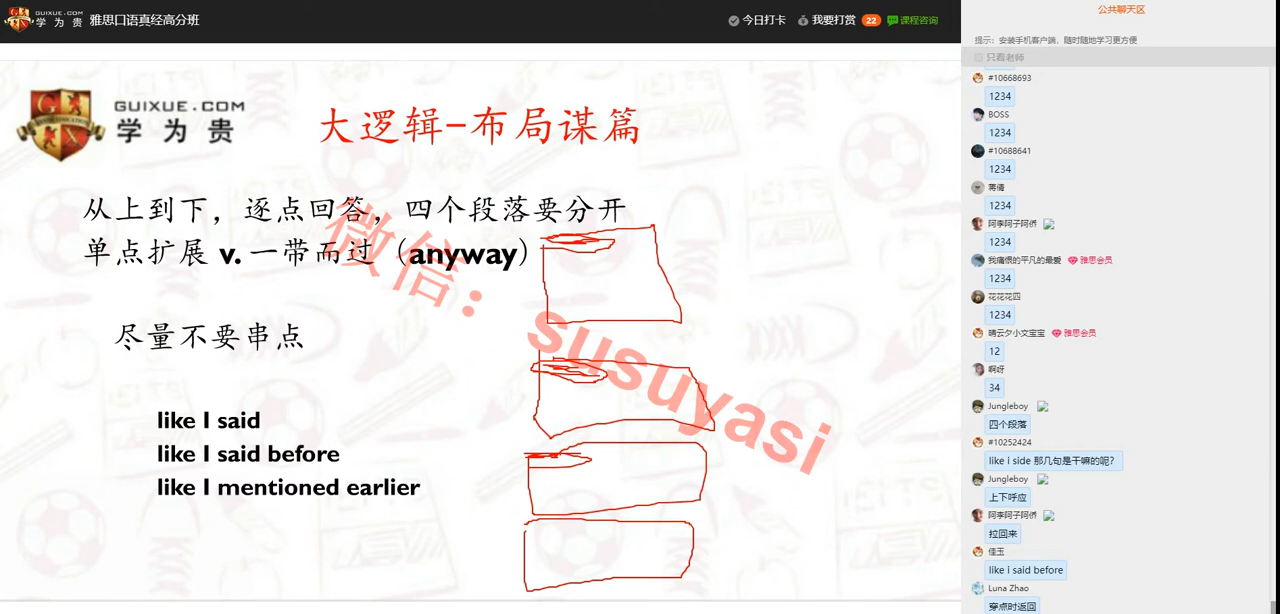 GUIXUE.COM
学为贵
雅思口语真经高分班
今日打卡
我要打赏
22
课程咨询
GUIXUE.COM
学为贵
大逻辑-布局谋篇
从上到下，逐点回答，四个段落要分开
单点扩展 v. 一带而过（anyway）
尽量不要串点
like I said
like I said before
like I mentioned earlier
微信：susuyasi
公共聊天区
提示：安装手机客户端，随时随地学习更方便
只看老师
#10668693
1234
BOSS
1234
#10688641
1234
蒋倩
1234
阿李阿子阿侨
1234
我痛恨的平凡的最爱 雅思会员
1234
花花花四
1234
晴云夕小文宝宝 雅思会员
12
啊呀
34
Jungleboy
四个段落
#10252424
like i side 那几句是干嘛的呢?
Jungleboy
上下呼应
阿李阿子阿侨
拉回来
佳玉
like i said before
Luna Zhao
穿点时返回